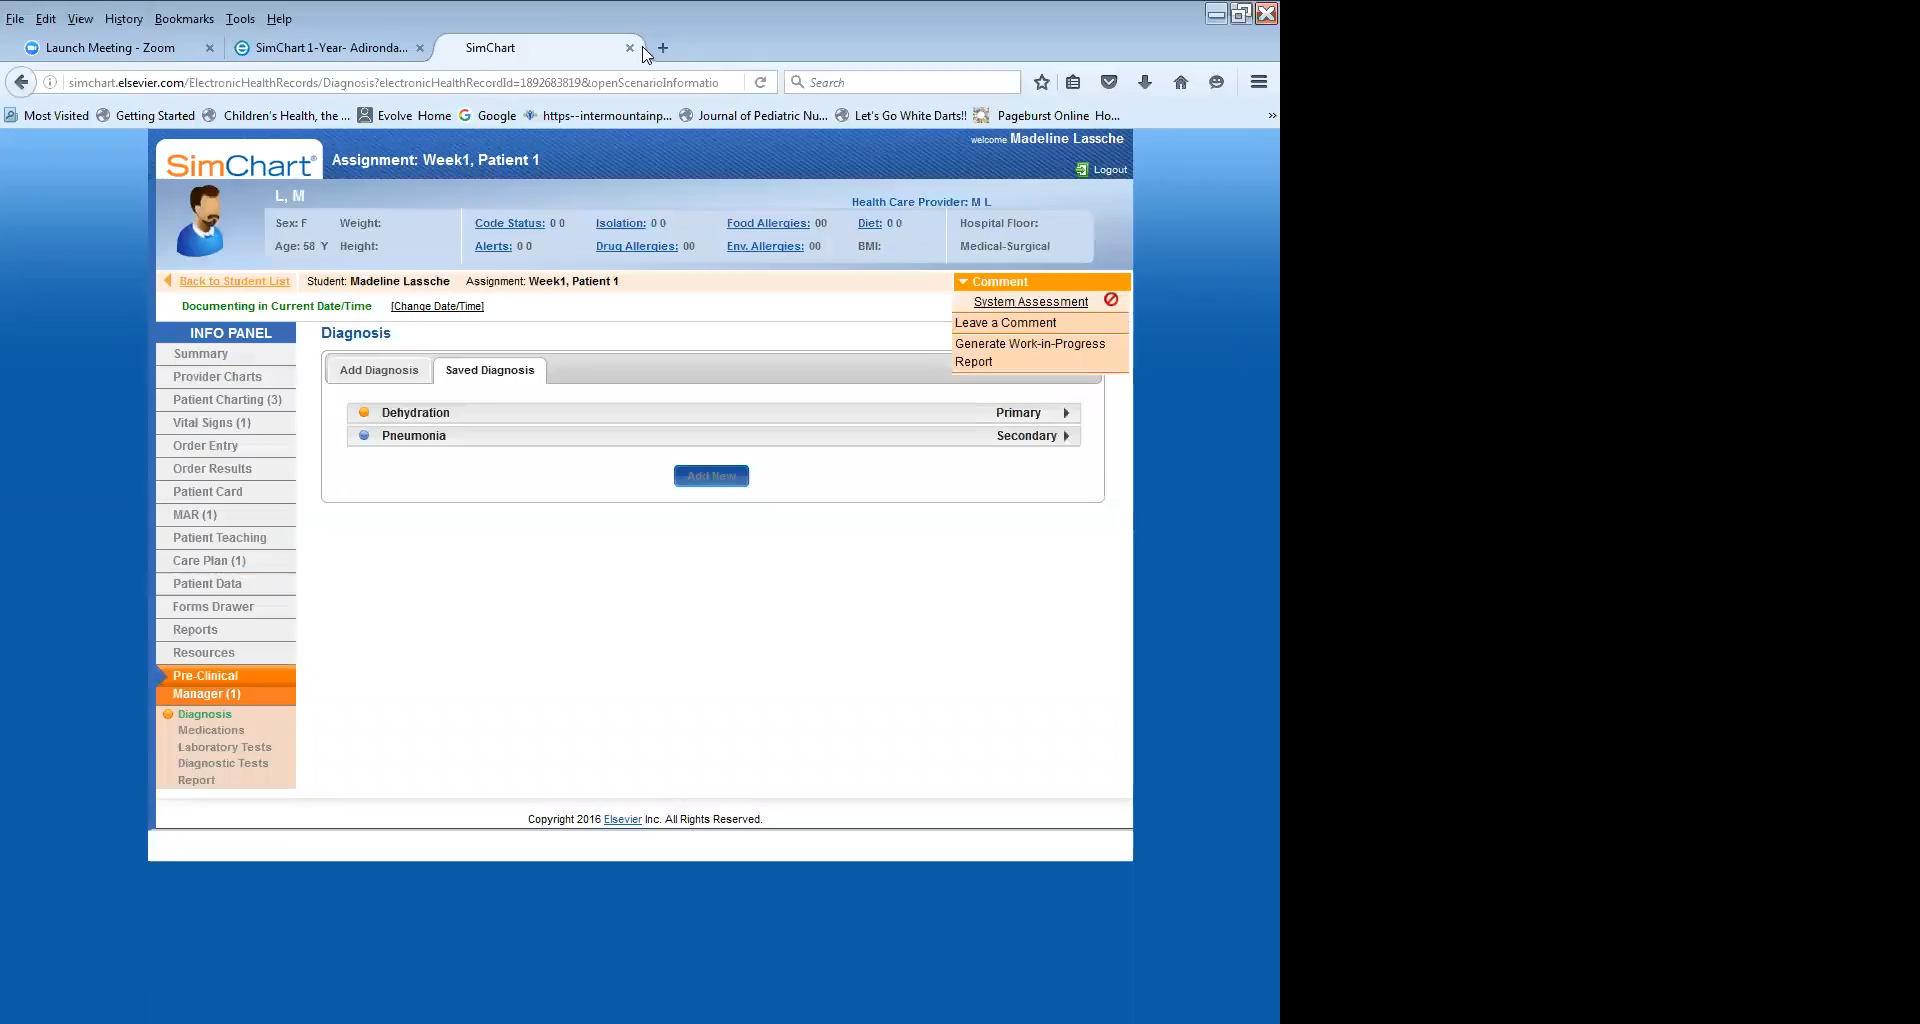 File Edit View History Bookmarks Tools Help
Launch Meeting - Zoom × SimChart 1-Year- Adironda... × SimChart × +
simchart.elsevier.com/ElectronicHealthRecords/Diagnosis?electronicHealthRecordId=1892683819&openScenarioInformatio Search
Most Visited Getting Started Children's Health, the ... Evolve Home Google https--intermountainp... Journal of Pediatric Nu... Let's Go White Darts!! Pageburst Online Ho... »
welcome Madeline Lassche
SimChart® Assignment: Week1, Patient 1
Logout
L, M
Health Care Provider: M L
Sex: F Weight: Code Status: 0 0 Isolation: 0 0 Food Allergies: 00 Diet: 0 0 Hospital Floor:
Age: 58 Y Height: Alerts: 0 0 Drug Allergies: 00 Env. Allergies: 00 BMI: Medical-Surgical
Back to Student List Student: Madeline Lassche Assignment: Week1, Patient 1 Comment
Documenting in Current Date/Time [Change Date/Time]
System Assessment
Leave a Comment
Generate Work-in-Progress
Report
INFO PANEL
Summary
Provider Charts
Patient Charting (3)
Vital Signs (1)
Order Entry
Order Results
Patient Card
MAR (1)
Patient Teaching
Care Plan (1)
Patient Data
Forms Drawer
Reports
Resources
Pre-Clinical
Manager (1)
Diagnosis
Medications
Laboratory Tests
Diagnostic Tests
Report
Diagnosis
Add Diagnosis Saved Diagnosis
Dehydration Primary
Pneumonia Secondary
Add New
Copyright 2016 Elsevier Inc. All Rights Reserved.